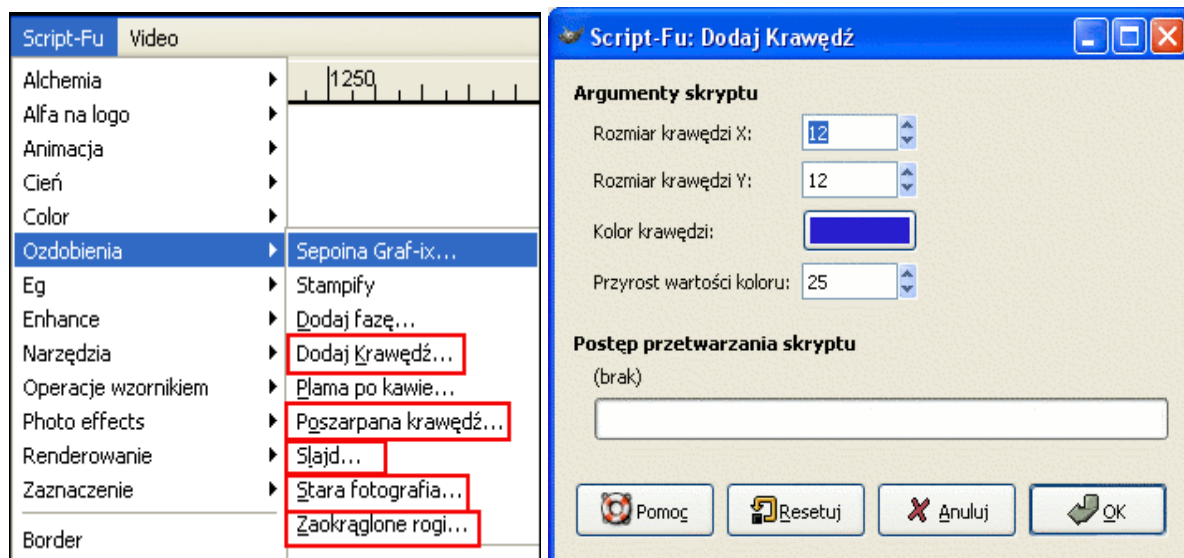 Script-Fu Video
Alchemia
1250
Alfa na logo
Animacja
Cień
Color
Ozdobienia
Eg
Enhance
Narzędzia
Operacje wzornikiem
Photo effects
Renderowanie
Zaznaczenie
Border
Sepoina Graf-ix...
Stampify
Dodaj fazę...
Dodaj Krawędź...
Plama po kawie...
Poszarpana krawędź...
Slajd...
Stara fotografia...
Zaokrąglone rogi...
Script-Fu: Dodaj Krawędź
Argumenty skryptu
Rozmiar krawędzi X: 12
Rozmiar krawędzi Y: 12
Kolor krawędzi:
Przyrost wartości koloru: 25
Postęp przetwarzania skryptu
(brak)
Pomoc Resetuj Anuluj OK